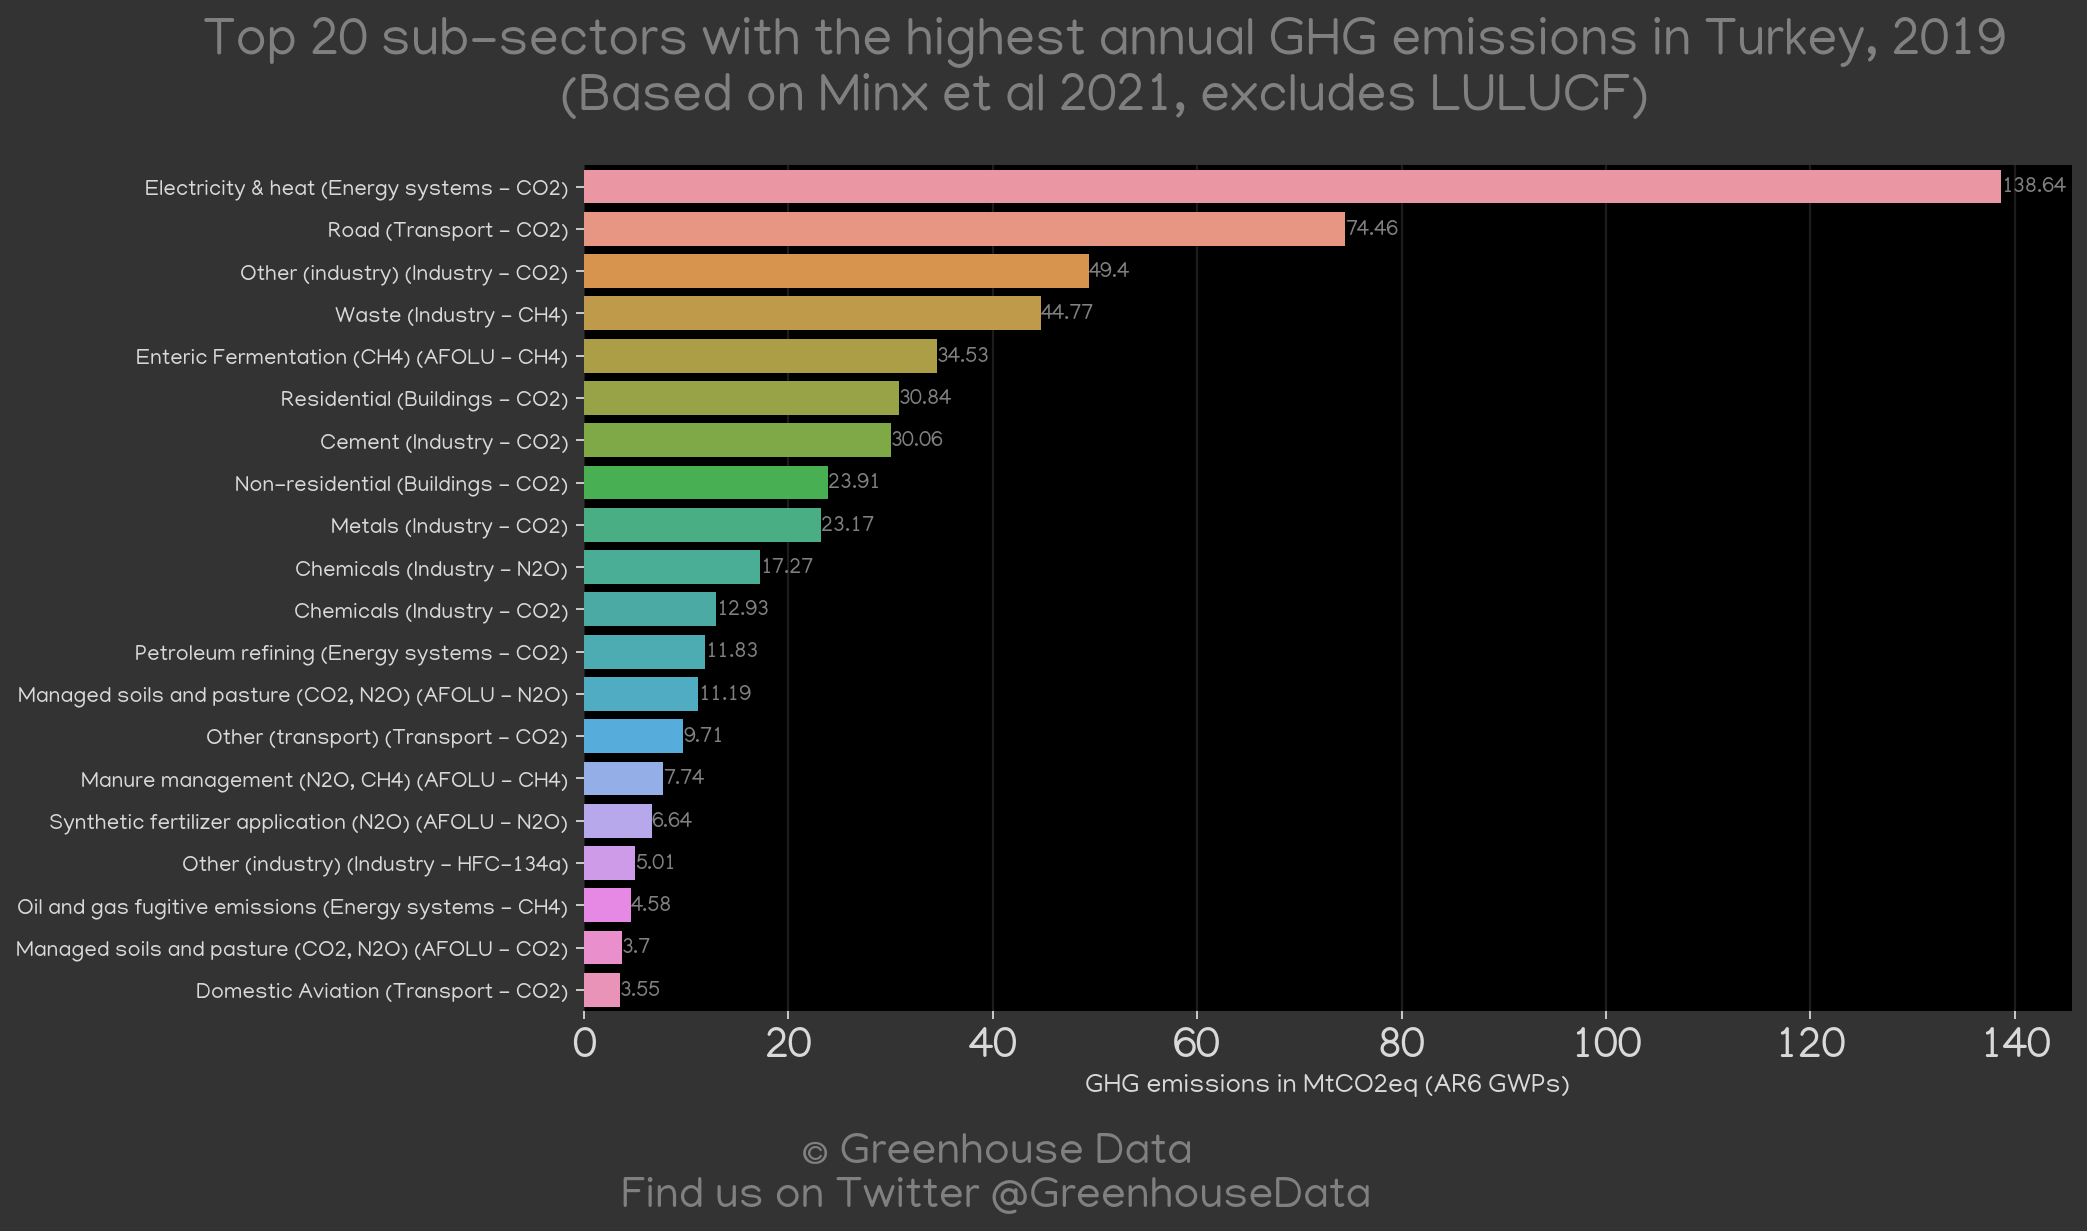 Top 20 sub-sectors with the highest annual GHG emissions in Turkey, 2019
(Based on Minx et al 2021, excludes LULUCF)
Electricity & heat (Energy systems - CO2) 138.64
Road (Transport - CO2) 74.46
Other (industry) (Industry - CO2) 49.4
Waste (Industry - CH4) 44.77
Enteric Fermentation (CH4) (AFOLU - CH4) 34.53
Residential (Buildings - CO2) 30.84
Cement (Industry - CO2) 30.06
Non-residential (Buildings - CO2) 23.91
Metals (Industry - CO2) 23.17
Chemicals (Industry - N2O) 17.27
Chemicals (Industry - CO2) 12.93
Petroleum refining (Energy systems - CO2) 11.83
Managed soils and pasture (CO2, N2O) (AFOLU - N2O) 11.19
Other (transport) (Transport - CO2) 9.71
Manure management (N2O, CH4) (AFOLU - CH4) 7.74
Synthetic fertilizer application (N2O) (AFOLU - N2O) 6.64
Other (industry) (Industry - HFC-134a) 5.01
Oil and gas fugitive emissions (Energy systems - CH4) 4.58
Managed soils and pasture (CO2, N2O) (AFOLU - CO2) 3.7
Domestic Aviation (Transport - CO2) 3.55
0 20 40 60 80 100 120 140
GHG emissions in MtCO2eq (AR6 GWPs)
© Greenhouse Data
Find us on Twitter @GreenhouseData